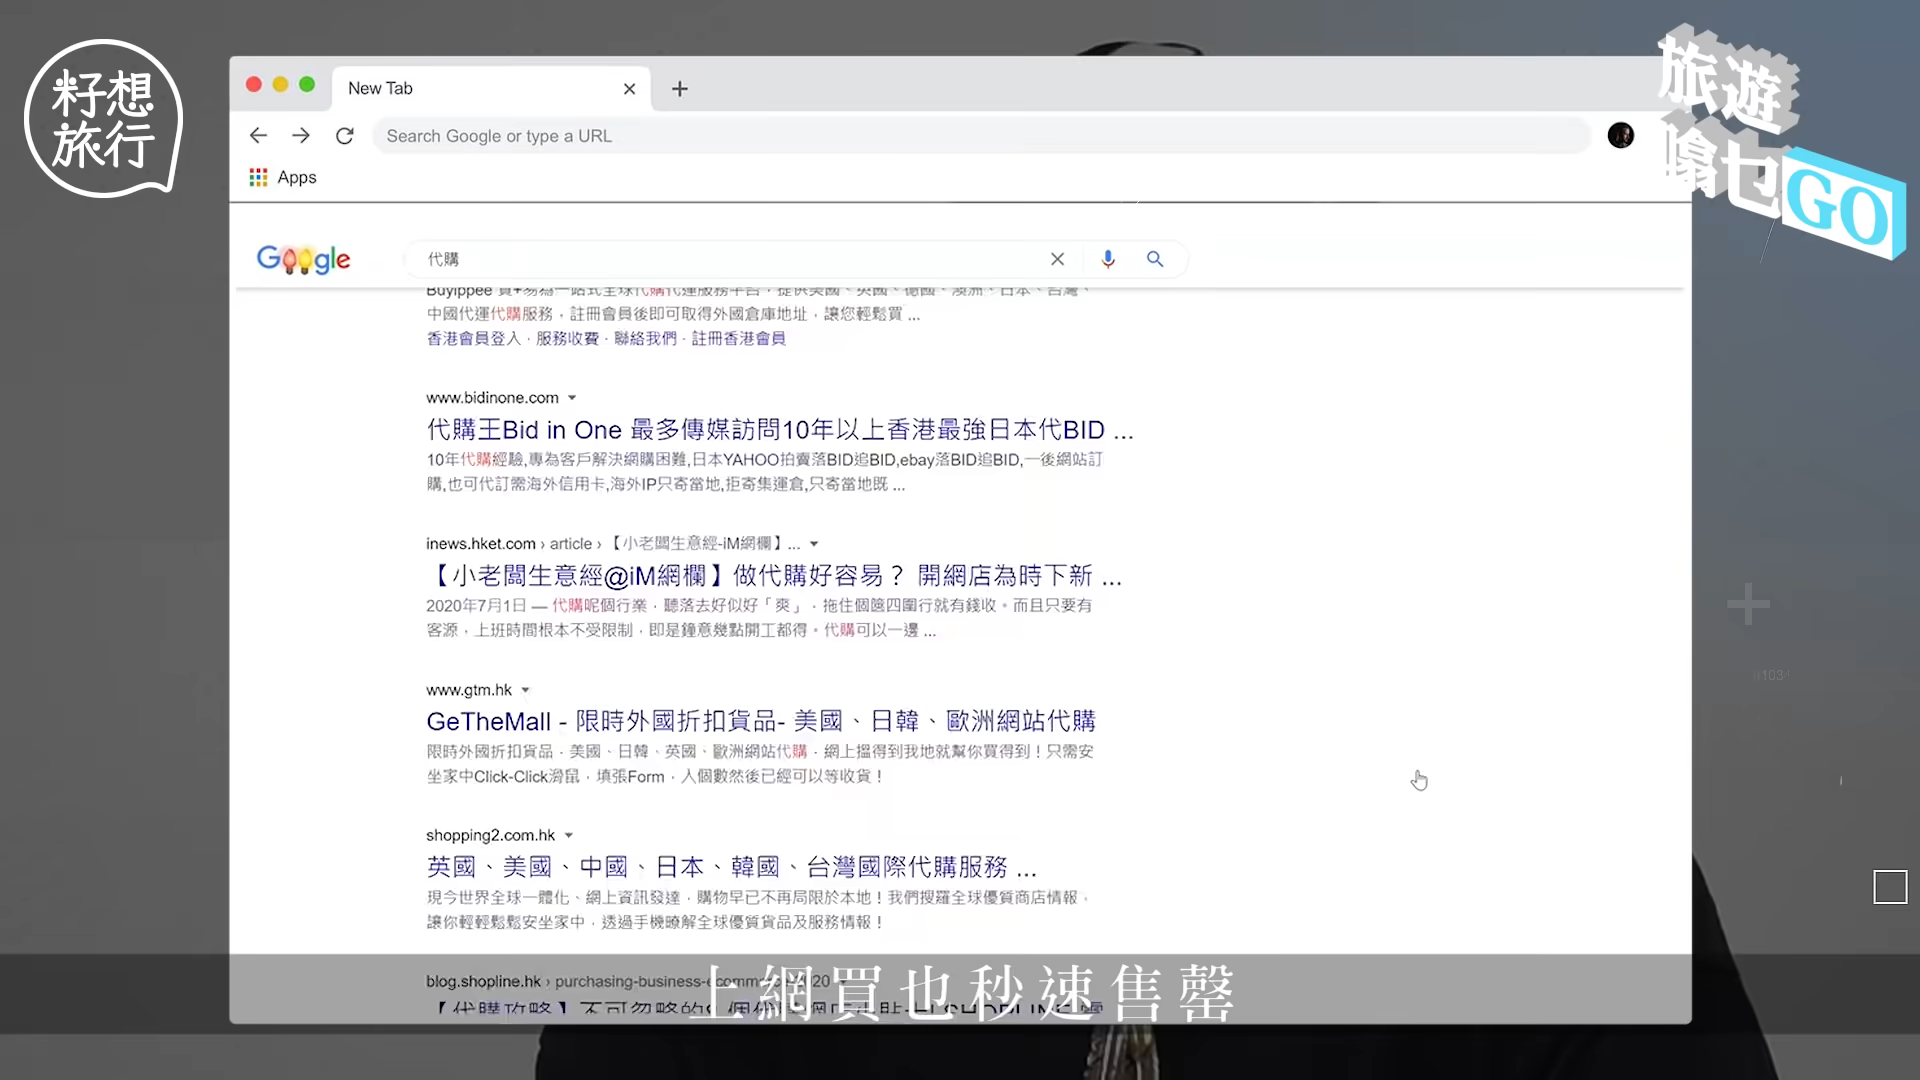 籽想
旅行
旅遊
嗡乜GO
New Tab
Search Google or type a URL
Apps
Google
代購
Buyippee 買+易為一站式全球代購代運服務平台，提供美國、英國、德國、澳洲、日本、台灣、
中國代運代購服務，註冊會員後即可取得外國倉庫地址，讓您輕鬆買 ...
香港會員登入 · 服務收費 · 聯絡我們 · 註冊香港會員
www.bidinone.com
代購王Bid in One 最多傳媒訪問10年以上香港最強日本代BID ...
10年代購經驗,專為客戶解決網購困難,日本YAHOO拍賣落BID追BID,ebay落BID追BID,一後網站訂
購,也可代訂需海外信用卡,海外IP只寄當地,拒寄集運倉,只寄當地既 ...
inews.hket.com › article › 【小老闆生意經-iM網欄】...
【小老闆生意經@iM網欄】做代購好容易？ 開網店為時下新 ...
2020年7月1日 — 代購呢個行業，聽落去好似好「爽」，拖住個篋四圍行就有錢收。而且只要有
客源，上班時間根本不受限制，即是鐘意幾點開工都得。代購可以一邊 ...
www.gtm.hk
GeTheMall - 限時外國折扣貨品- 美國、日韓、歐洲網站代購
限時外國折扣貨品．美國、日韓、英國、歐洲網站代購．網上搵得到我地就幫你買得到！只需安
坐家中Click-Click滑鼠，填張Form，入個數然後已經可以等收貨！
shopping2.com.hk
英國、美國、中國、日本、韓國、台灣國際代購服務 ...
現今世界全球一體化、網上資訊發達，購物早已不再局限於本地！我們搜羅全球優質商店情報，
讓你輕輕鬆鬆安坐家中，透過手機瞭解全球優質貨品及服務情報！
blog.shopline.hk › purchasing-business-ecomm
【代購攻略】不可忽略的
上網買也秒速售罄